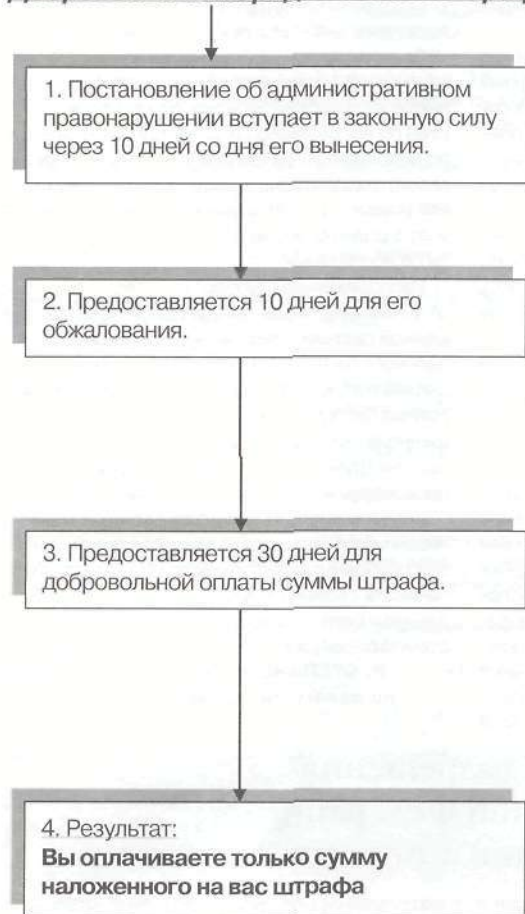 1. Постановление об административном
правонарушении вступает в законную силу
через 10 дней со дня его вынесения.
2. Предоставляется 10 дней для его
обжалования.
3. Предоставляется 30 дней для
добровольной оплаты суммы штрафа.
4. Результат:
Вы оплачиваете только сумму
наложенного на вас штрафа